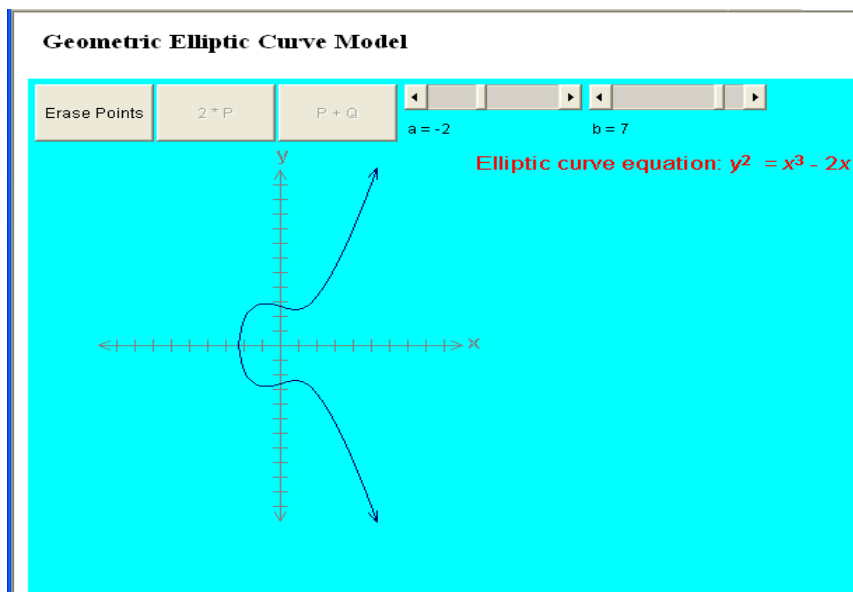 Geometric Elliptic Curve Model
Erase Points 2 * P P + Q
a = -2 b = 7
y
Elliptic curve equation: y² = x³ - 2x
x